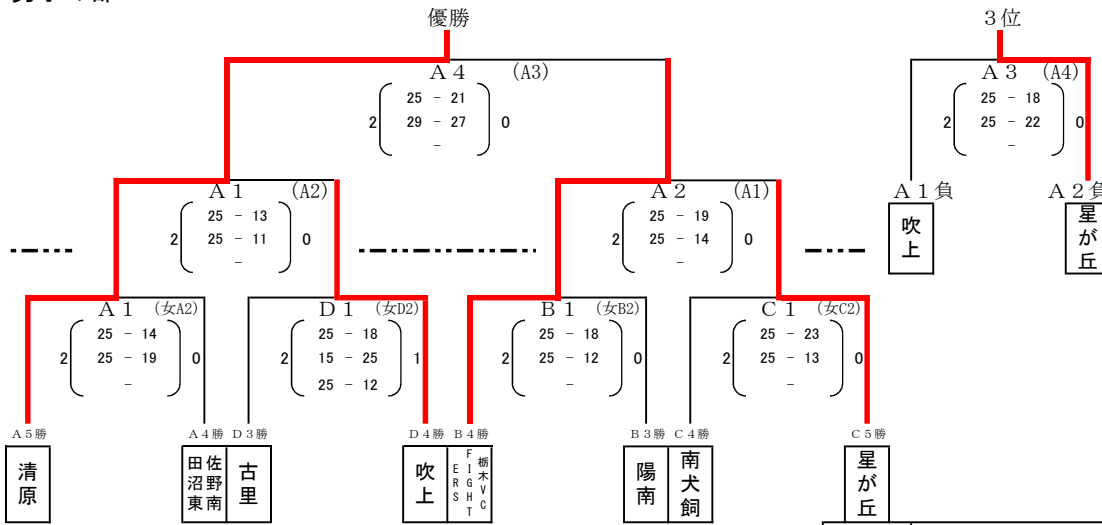 優勝
3位
A4 (A3)
25 - 21
2 29 - 27 0
-
A3 (A4)
25 - 18
2 25 - 22 0
-
A1 (A2)
25 - 13
2 25 - 11 0
-
A2 (A1)
25 - 19
2 25 - 14 0
-
A1負
A2負
吹上
星が丘
A1 (女A2)
25 - 14
2 25 - 19 0
-
D1 (女D2)
25 - 18
2 15 - 25 1
25 - 12
B1 (女B2)
25 - 18
2 25 - 12 0
-
C1 (女C2)
25 - 23
2 25 - 13 0
-
A5勝
A4勝
D3勝
D4勝
B4勝
B3勝
C4勝
C5勝
清原
佐野南
田沼東
古里
吹上
栃木VC
FIGHT
ERS
陽南
南犬飼
星が丘